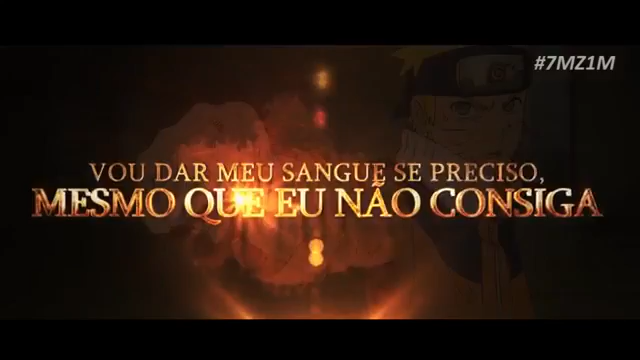 #7MZ1M
VOU DAR MEU SANGUE SE PRECISO,
MESMO QUE EU NÃO CONSIGA